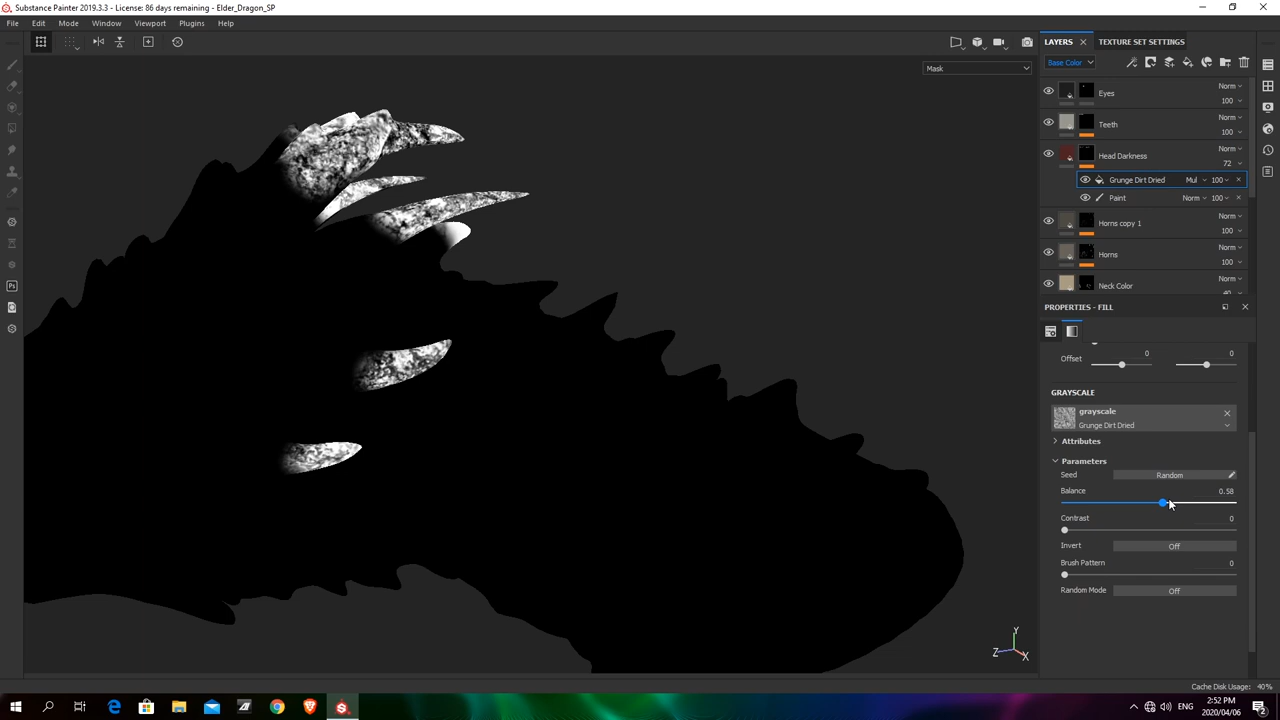 Substance Painter 2019.3.3 - License: 86 days remaining - Elder_Dragon_SP
File Edit Mode Window Viewport Plugins Help
LAYERS TEXTURE SET SETTINGS
Base Color
Mask
Eyes Norm
100
Teeth Norm
100
Head Darkness Norm
72
Grunge Dirt Dried Mul 100
Paint Norm 100
Horns copy 1 Norm
100
Horns Norm
100
Neck Color Norm
PROPERTIES - FILL
Offset 0 0
GRAYSCALE
grayscale
Grunge Dirt Dried
Attributes
Parameters
Seed Random
Balance 0.58
Contrast 0
Invert Off
Brush Pattern 0
Random Mode Off
Y
Z X
Cache Disk Usage: 40%
Ps
ENG
2:52 PM
2020/04/06
2